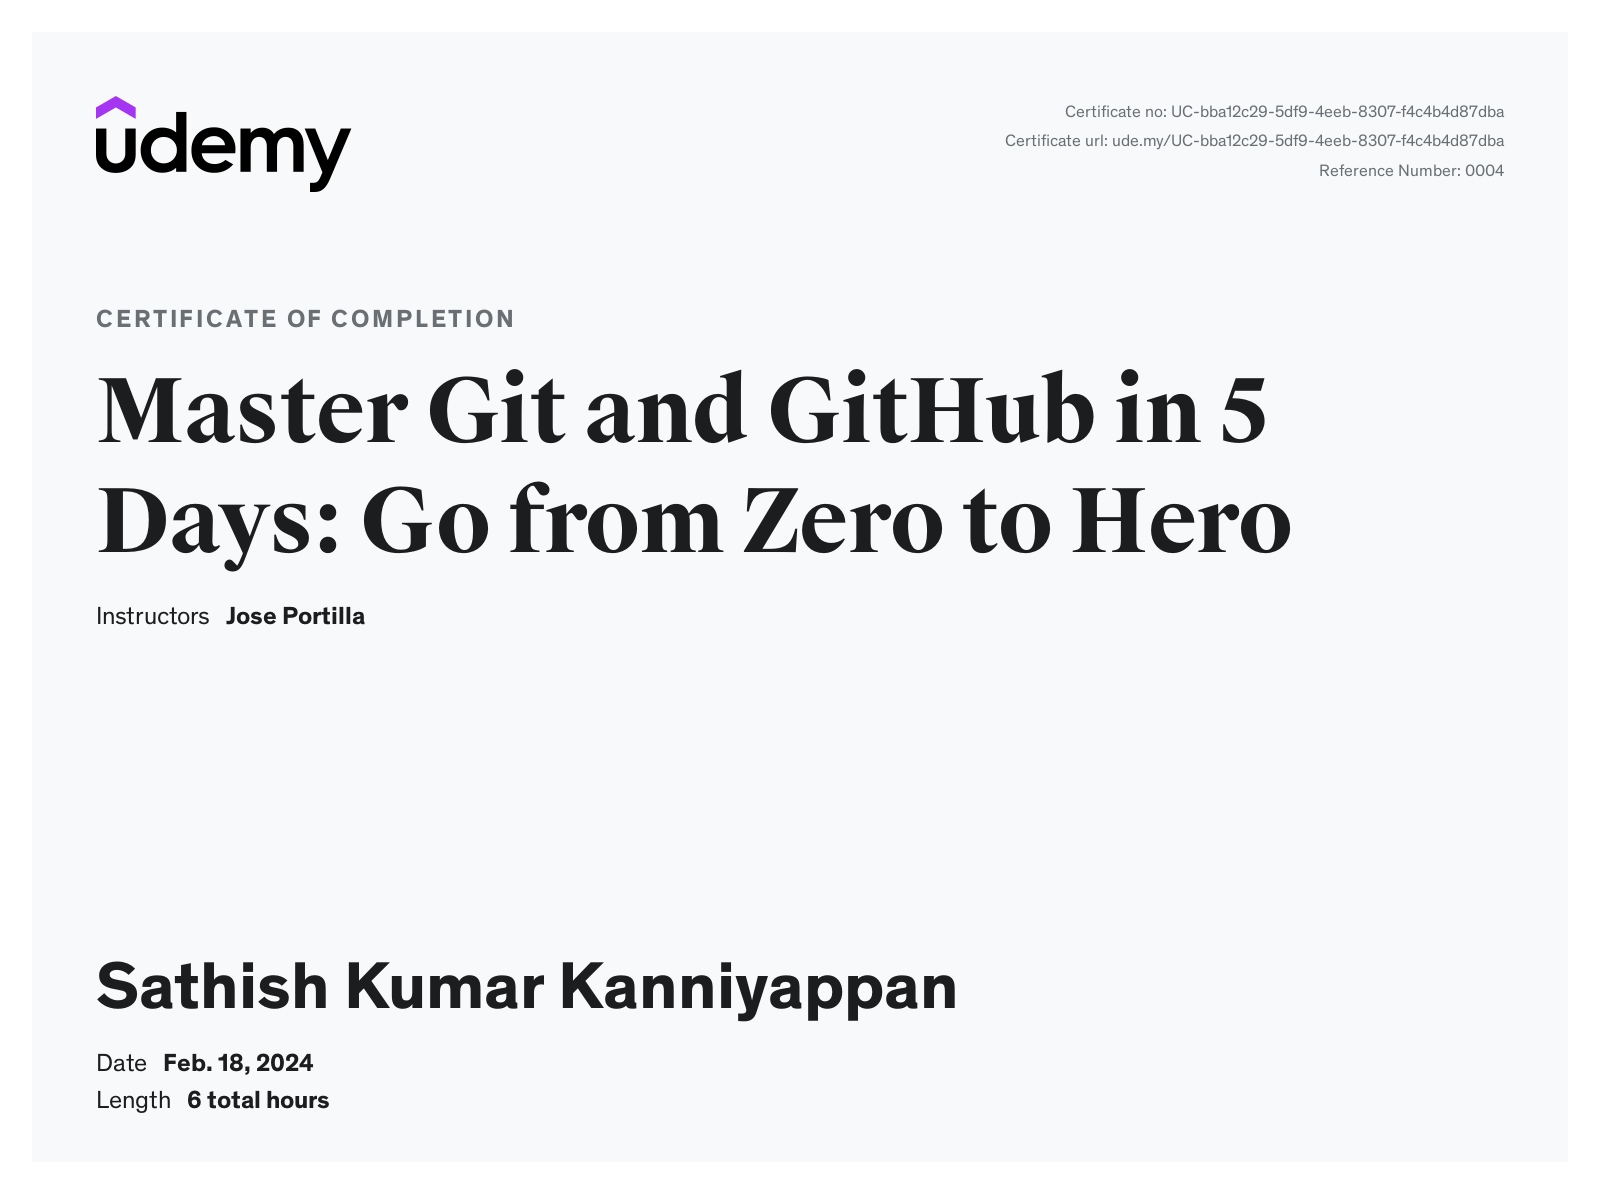 udemy
Certificate no: UC-bba12c29-5df9-4eeb-8307-f4c4b4d87dba
Certificate url: ude.my/UC-bba12c29-5df9-4eeb-8307-f4c4b4d87dba
Reference Number: 0004
CERTIFICATE OF COMPLETION
Master Git and GitHub in 5
Days: Go from Zero to Hero
Instructors Jose Portilla
Sathish Kumar Kanniyappan
Date Feb. 18, 2024
Length 6 total hours